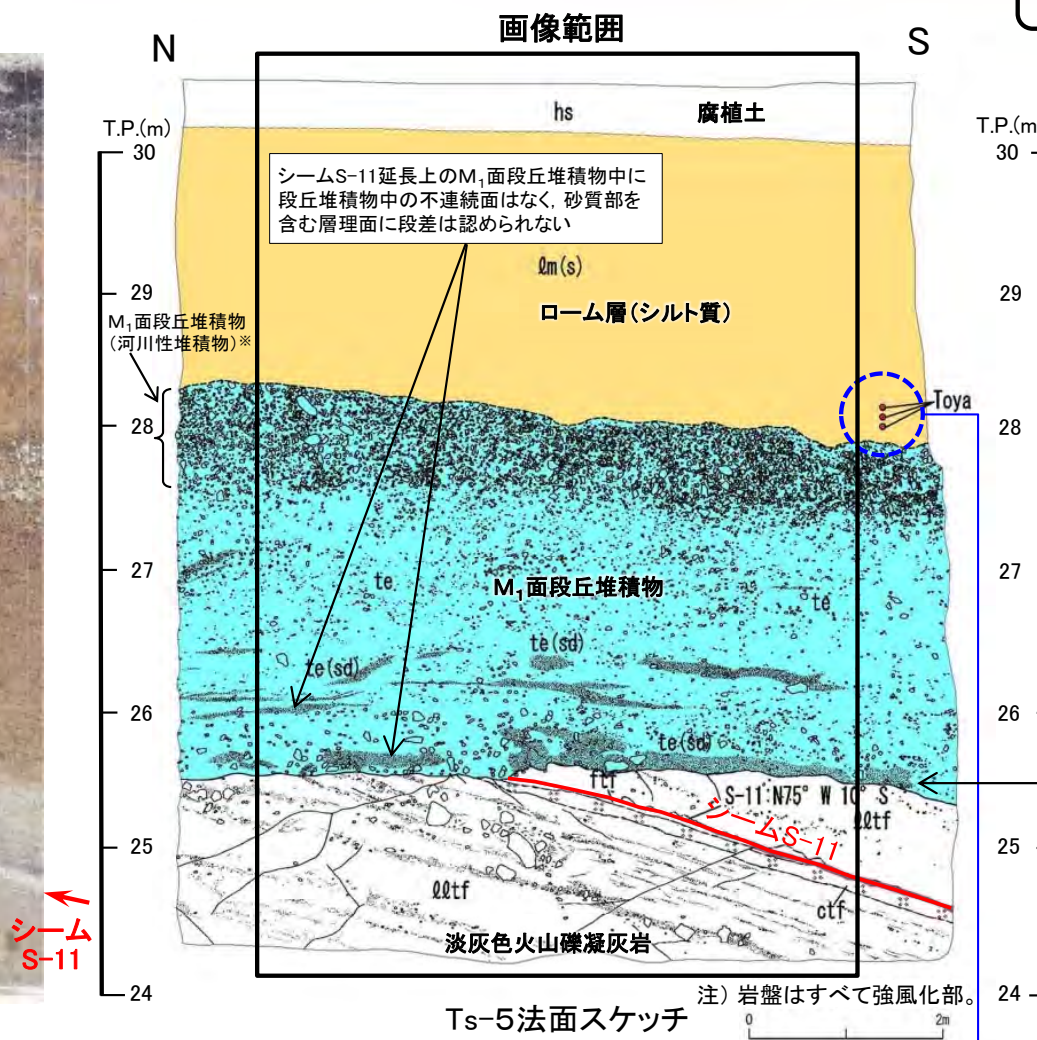 画像範囲
N
S
hs
腐植土
T.P.(m)
T.P.(m
30
30
シームS-11延長上のM₁面段丘堆積物中に
段丘堆積物中の不連続面はなく，砂質部を
含む層理面に段差は認められない
ℓm(s)
29
29
ローム層(シルト質)
M₁面段丘堆積物
(河川性堆積物)※
Toya
28
28
27
27
te
M₁面段丘堆積物
te
te(sd)
te(sd)
26
26
te(sd)
ftf
S-11:N75° W 10° S
ℓℓtf
シームS-11
25
25
ℓℓtf
ctf
シーム
S-11
淡灰色火山礫凝灰岩
24
注) 岩盤はすべて強風化部。
24
Ts-5法面スケッチ
0
2m